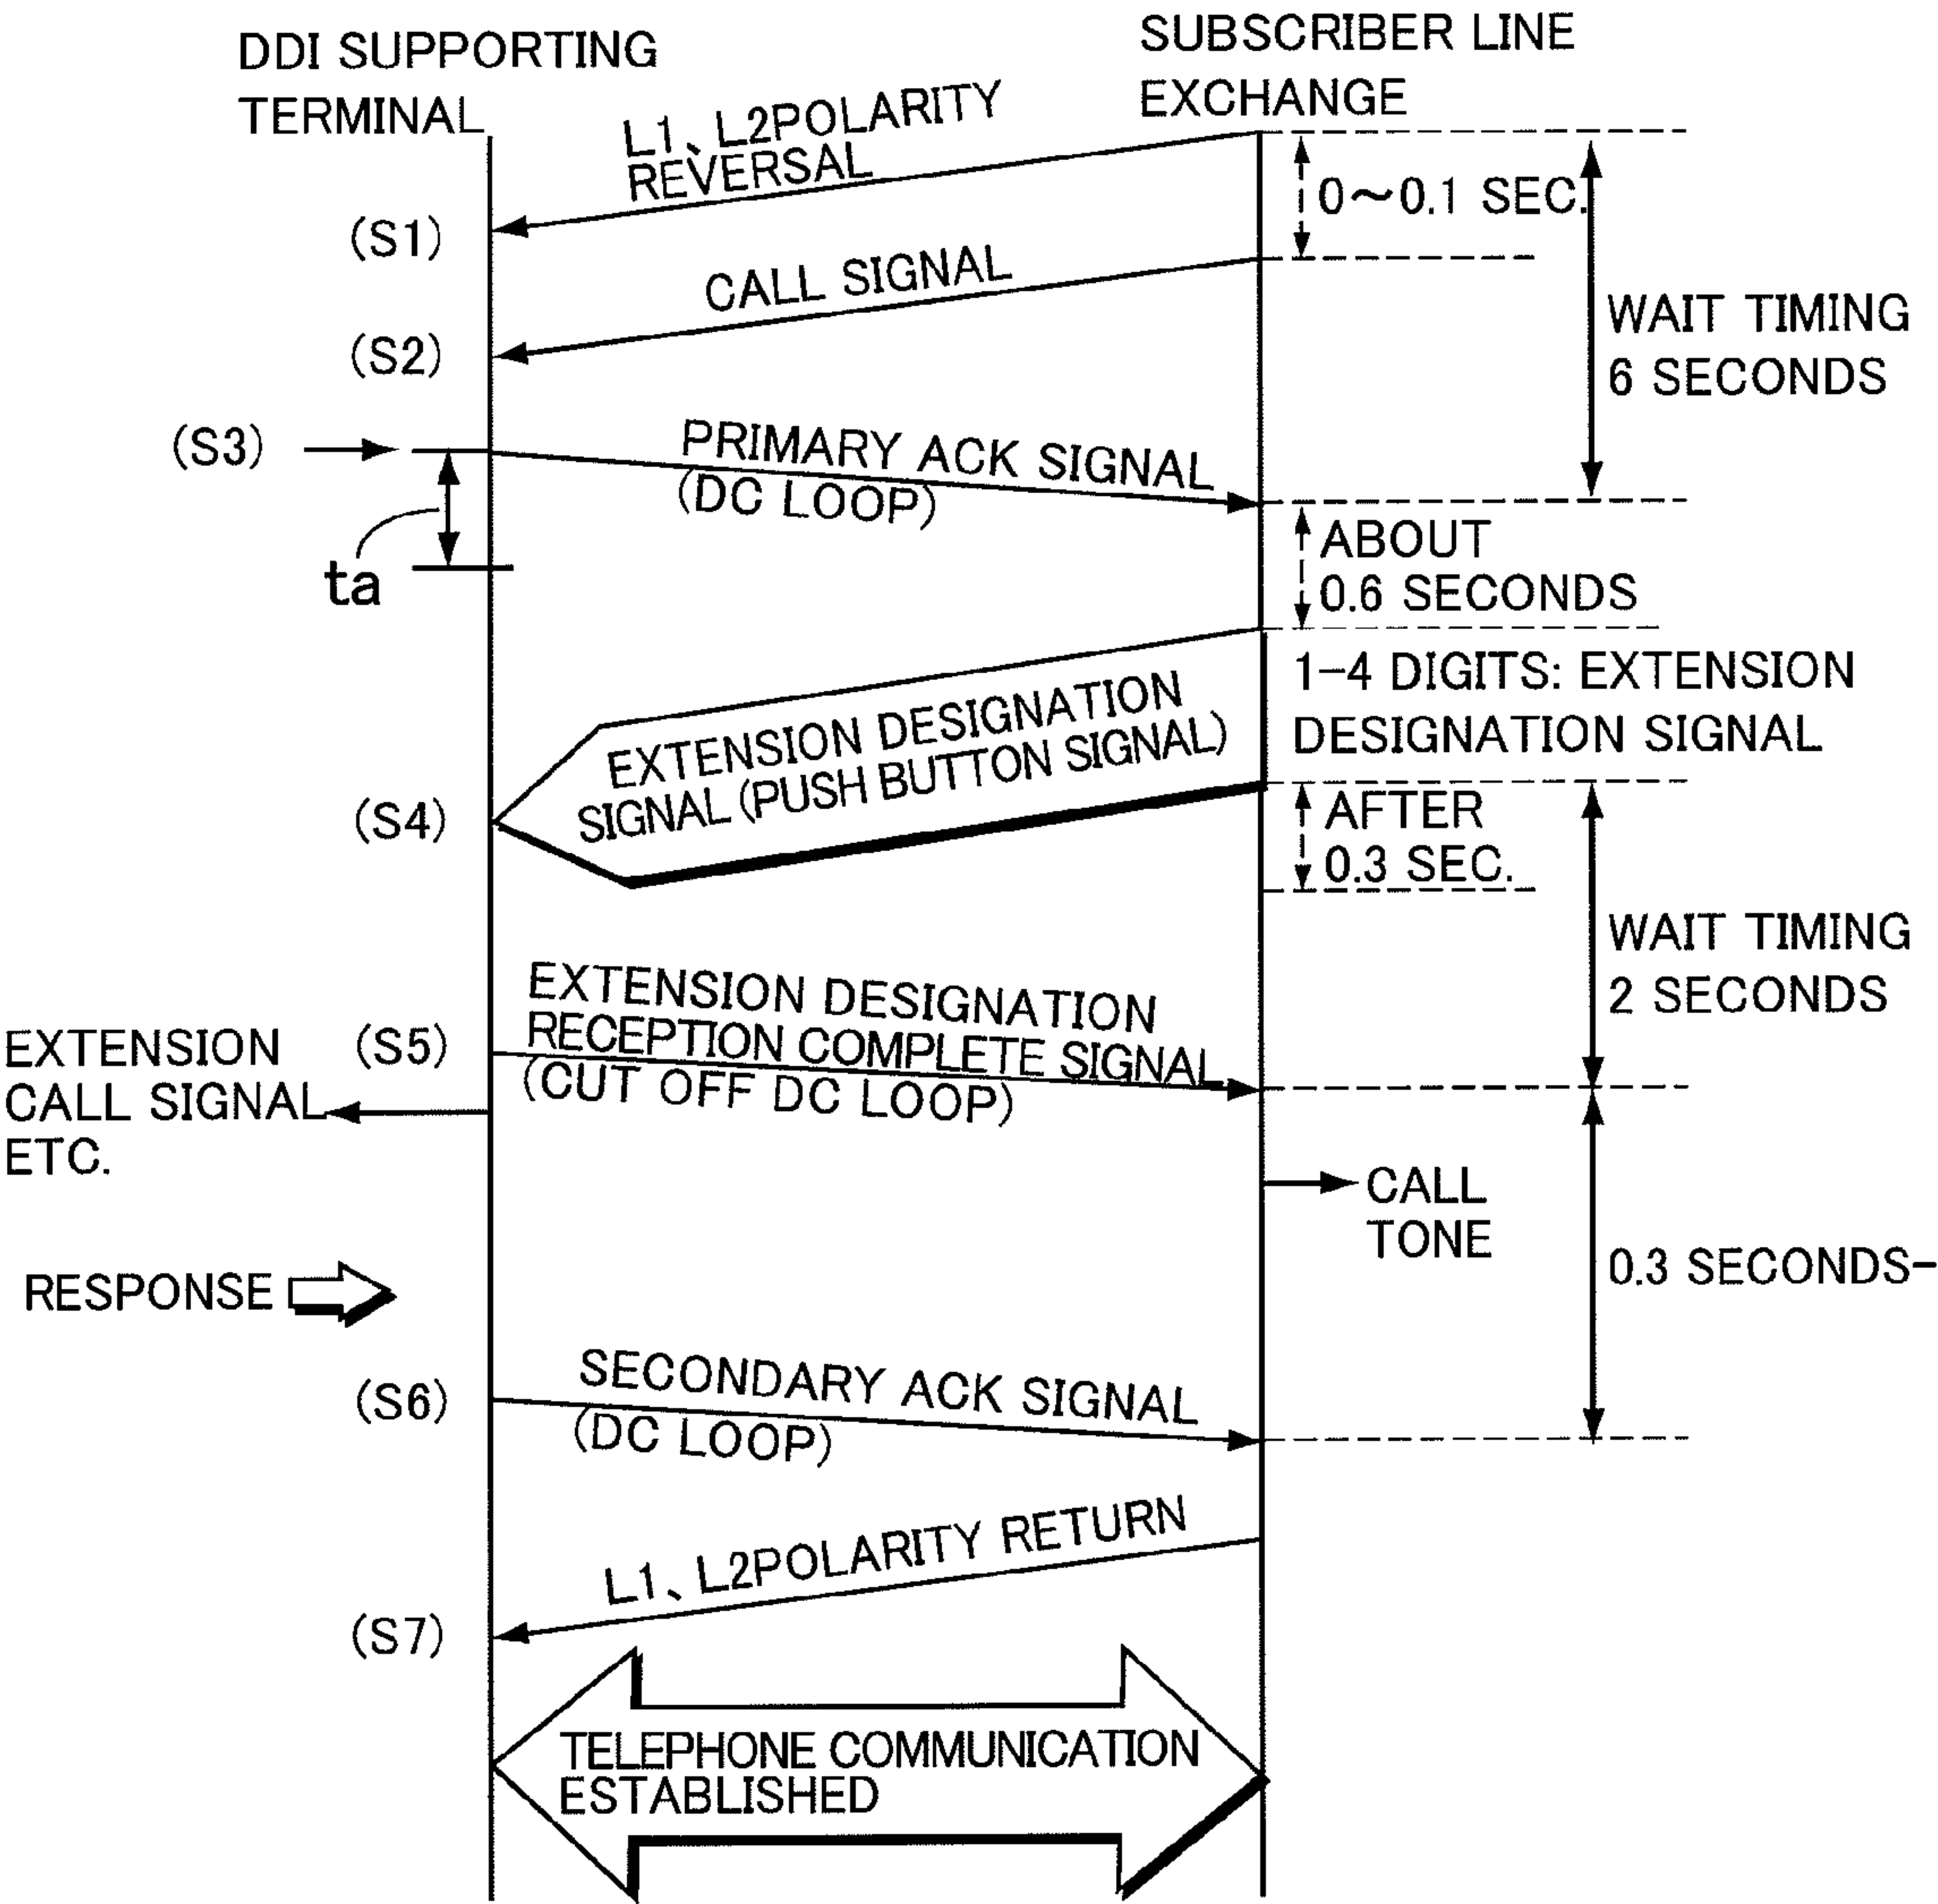 DDI SUPPORTING
TERMINAL
SUBSCRIBER LINE
EXCHANGE
L1、L2POLARITY
REVERSAL
(S1)
0～0.1 SEC.
CALL SIGNAL
(S2)
WAIT TIMING
6 SECONDS
(S3)
PRIMARY ACK SIGNAL
(DC LOOP)
ta
ABOUT
0.6 SECONDS
1-4 DIGITS: EXTENSION
DESIGNATION SIGNAL
EXTENSION DESIGNATION
SIGNAL (PUSH BUTTON SIGNAL)
(S4)
AFTER
0.3 SEC.
WAIT TIMING
2 SECONDS
EXTENSION DESIGNATION
RECEPTION COMPLETE SIGNAL
(CUT OFF DC LOOP)
(S5)
EXTENSION
CALL SIGNAL
ETC.
CALL
TONE
RESPONSE
0.3 SECONDS-
SECONDARY ACK SIGNAL
(DC LOOP)
(S6)
L1、L2POLARITY RETURN
(S7)
TELEPHONE COMMUNICATION
ESTABLISHED